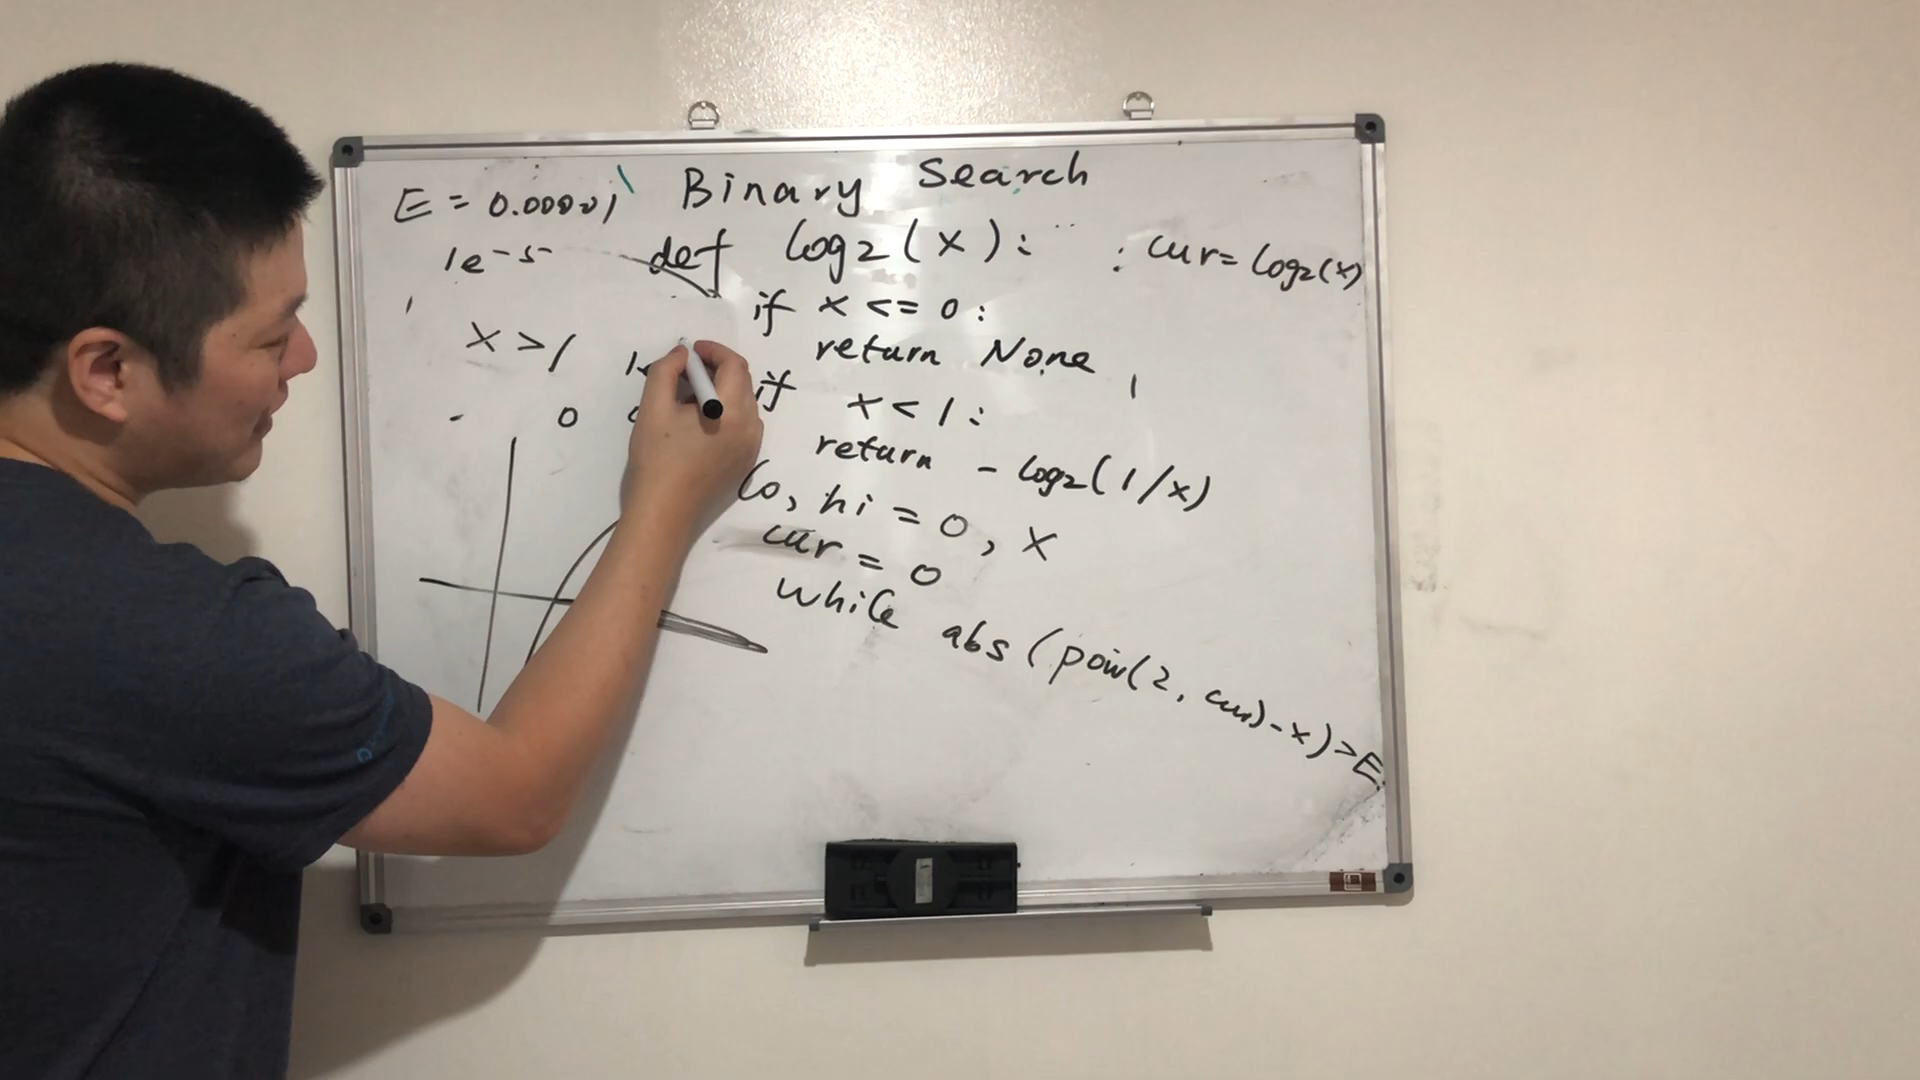 Binary Search
E = 0.00001
1e-5
def log2(x):
: cur = log2(x)
if x <= 0:
return None
x > 1
if x < 1:
0
return - log2(1/x)
lo, hi = 0, x
cur = 0
while abs(pow(2, cur) - x) > E: